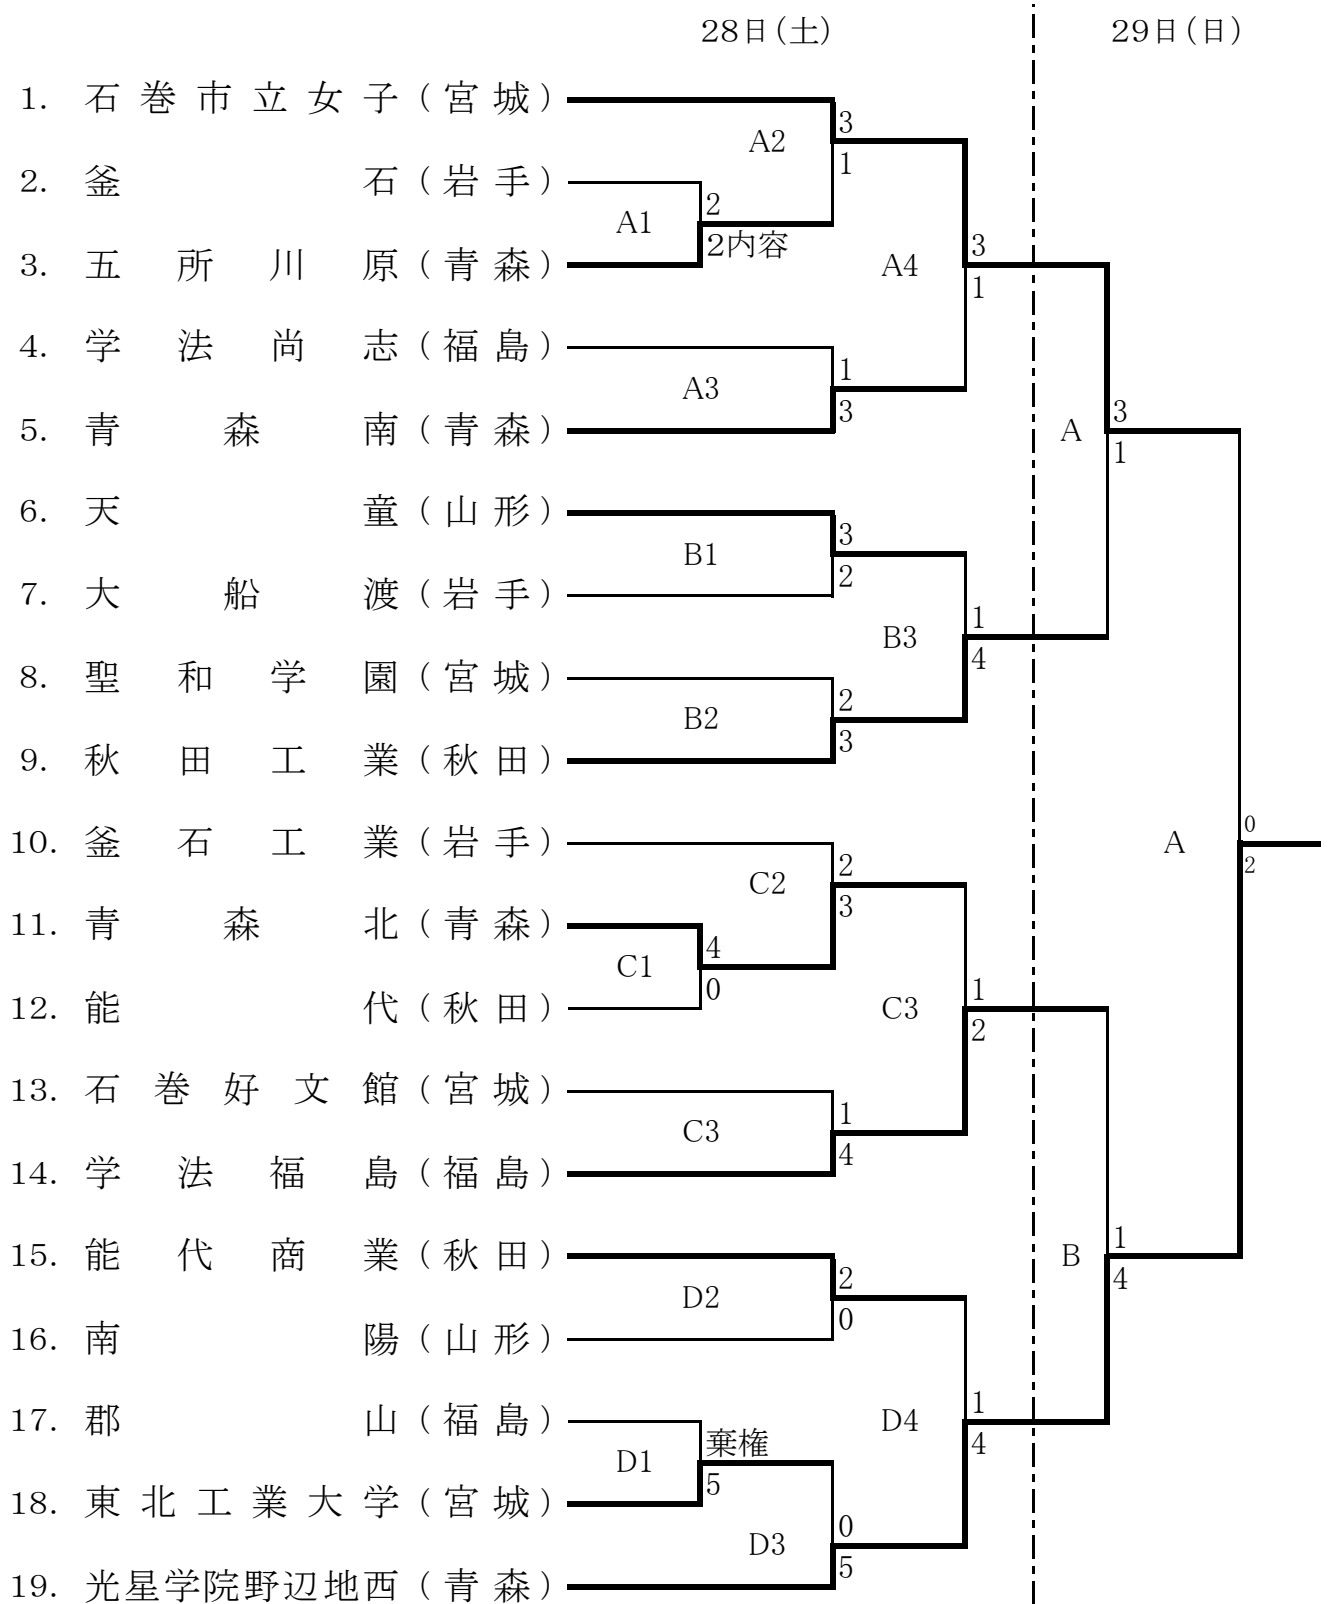 28日(土) 29日(日)
1. 石巻市立女子(宮城)
3
A2
1
2. 釜石(岩手)
2
A1
2内容
3. 五所川原(青森)
3
A4
1
4. 学法尚志(福島)
1
A3
3
5. 青森南(青森)
3
A
1
6. 天童(山形)
3
B1
2
7. 大船渡(岩手)
1
B3
4
8. 聖和学園(宮城)
2
B2
3
9. 秋田工業(秋田)
10. 釜石工業(岩手)
0
A
2
2
C2
3
11. 青森北(青森)
4
C1
0
12. 能代(秋田)
1
C3
2
13. 石巻好文館(宮城)
1
C3
4
14. 学法福島(福島)
15. 能代商業(秋田)
1
B
4
2
D2
0
16. 南陽(山形)
17. 郡山(福島)
1
D4
4
棄権
D1
5
18. 東北工業大学(宮城)
0
D3
5
19. 光星学院野辺地西(青森)